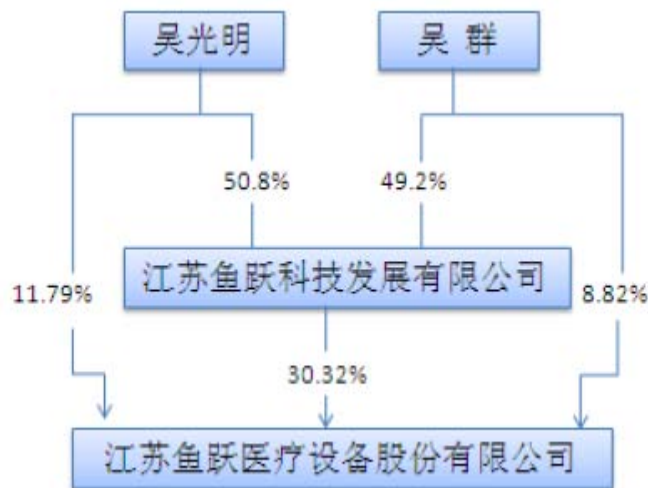 吴光明
吴 群
50.8%
49.2%
江苏鱼跃科技发展有限公司
11.79%
8.82%
30.32%
江苏鱼跃医疗设备股份有限公司